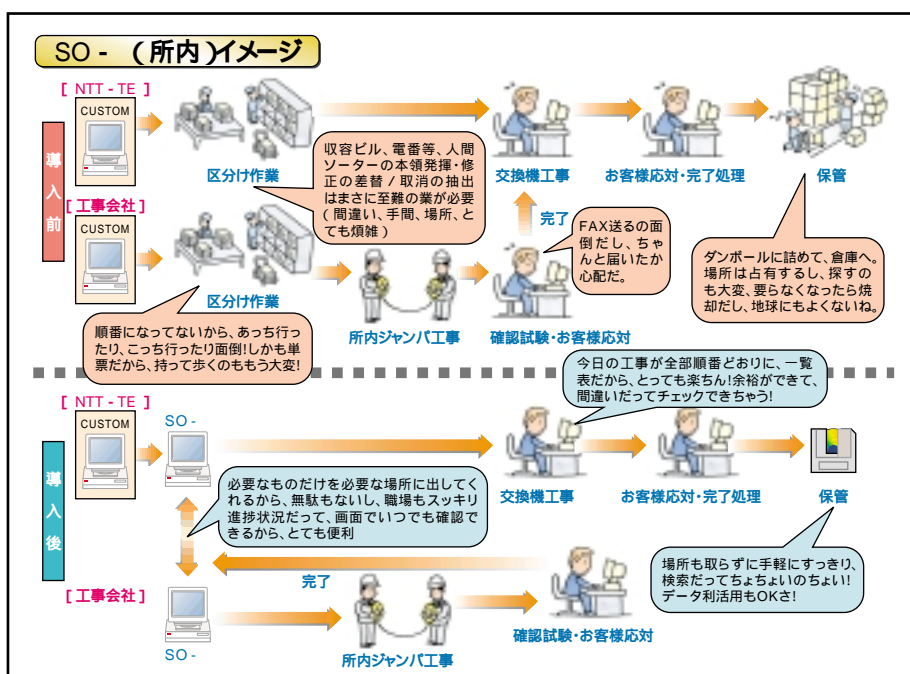 SO - （所内）イメージ
[ NTT - TE ]
CUSTOM
導入前
区分け作業
収容ビル、電番等、人間
ソーターの本領発揮・修
正の差替 / 取消の抽出
はまさに至難の業が必要
( 間違い、手間、場所、と
ても煩雑 )
交換機工事
お客様応対・完了処理
保管
[ 工事会社 ]
CUSTOM
区分け作業
完了
FAX送るの面
倒だし、ちゃ
んと届いたか
心配だ。
ダンボールに詰めて、倉庫へ。
場所は占有するし、探すの
も大変、要らなくなったら焼
却だし、地球にもよくないね。
順番になってないから、あっち行っ
たり、こっち行ったり面倒!しかも単
票だから、持って歩くのももう大変!
所内ジャンパ工事
確認試験・お客様応対
今日の工事が全部順番どおりに、一覧
表だから、とっても楽ちん!余裕ができて、
間違いだってチェックできちゃう!
[ NTT - TE ]
CUSTOM
SO -
導入後
必要なものだけを必要な場所に出してく
れるから、無駄もないし、職場もスッキリ
進捗状況だって、画面でいつでも確認で
きるから、とても便利
交換機工事
お客様応対・完了処理
保管
完了
場所も取らずに手軽にすっきり、
検索だってちょちょいのちょい!
データ利活用もOKさ!
[ 工事会社 ]
SO -
所内ジャンパ工事
確認試験・お客様応対